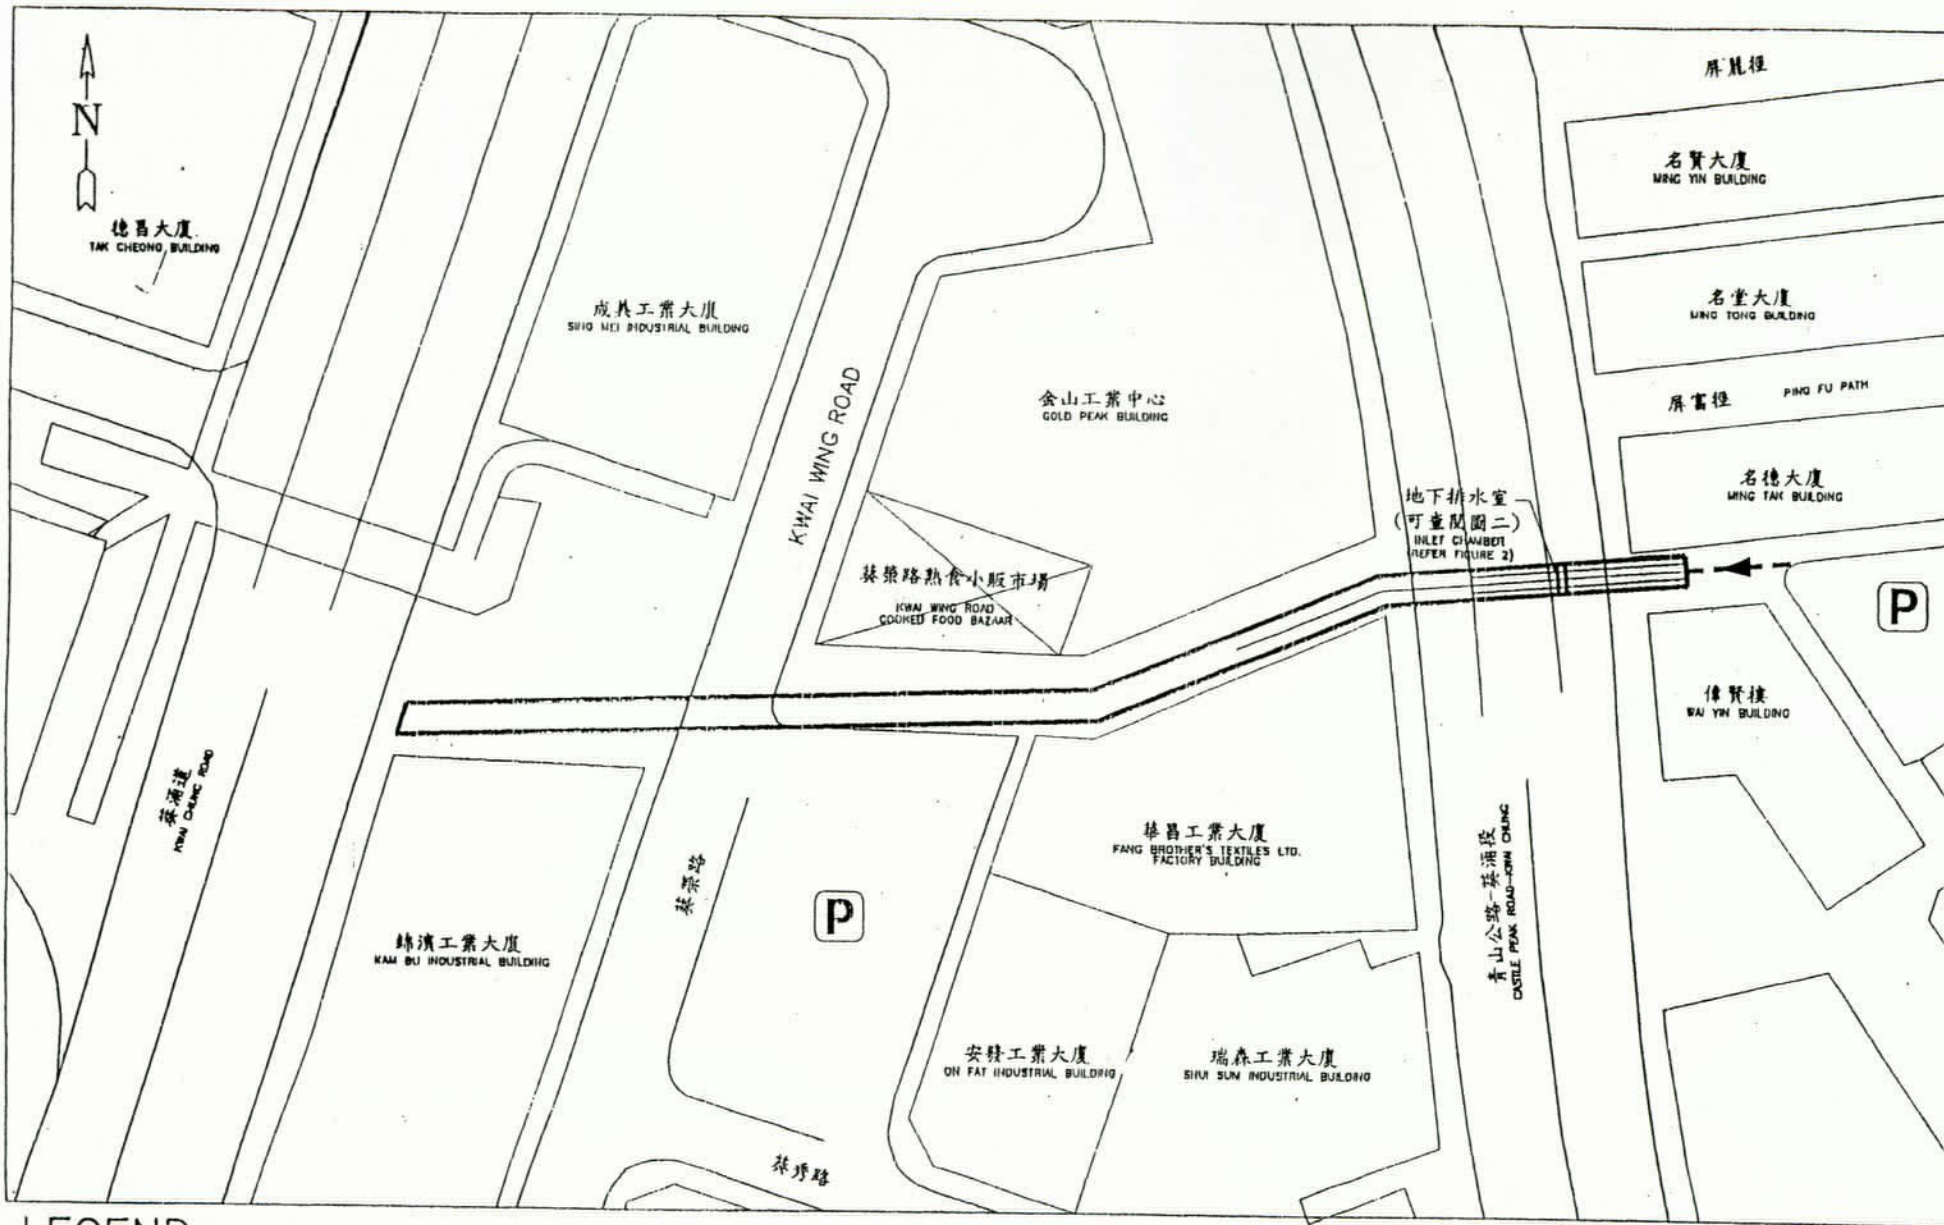 N
德昌大廈
TAK CHEONG BUILDING
成美工業大廈
SING MEI INDUSTRIAL BUILDING
KWAI WING ROAD
金山工業中心
GOLD PEAK BUILDING
屏麗徑
名賢大廈
MING YIN BUILDING
名堂大廈
MING TONG BUILDING
屏富徑
PING FU PATH
名德大廈
MING TAK BUILDING
地下排水室
(可查閱圖二)
INLET CHAMBER
(REFER FIGURE 2)
葵榮路熟食小販市場
KWAI WING ROAD
COOKED FOOD BAZAAR
P
偉賢樓
WAI YIN BUILDING
葵涌道
KWAI CHUNG ROAD
華昌工業大廈
FANG BROTHER'S TEXTILES LTD.
FACTORY BUILDING
青山公路-葵涌段
CASTLE PEAK ROAD-KWAI CHUNG
葵榮路
P
錦濱工業大廈
INDUSTRIAL BUILDING
安發工業大廈
ON FAT INDUSTRIAL BUILDING
瑞森工業大廈
SHUI SUM INDUSTRIAL BUILDING
LEGEND